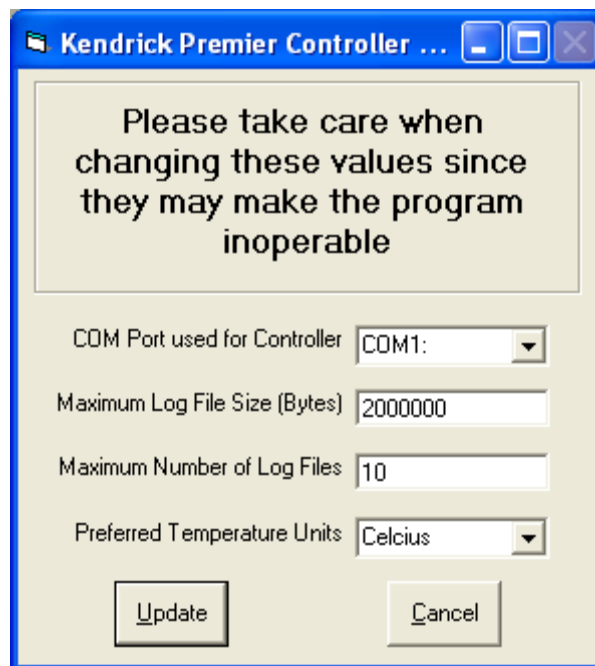 Kendrick Premier Controller ...
Please take care when
changing these values since
they may make the program
inoperable
COM Port used for Controller COM1:
Maximum Log File Size (Bytes) 2000000
Maximum Number of Log Files 10
Preferred Temperature Units Celcius
Update Cancel